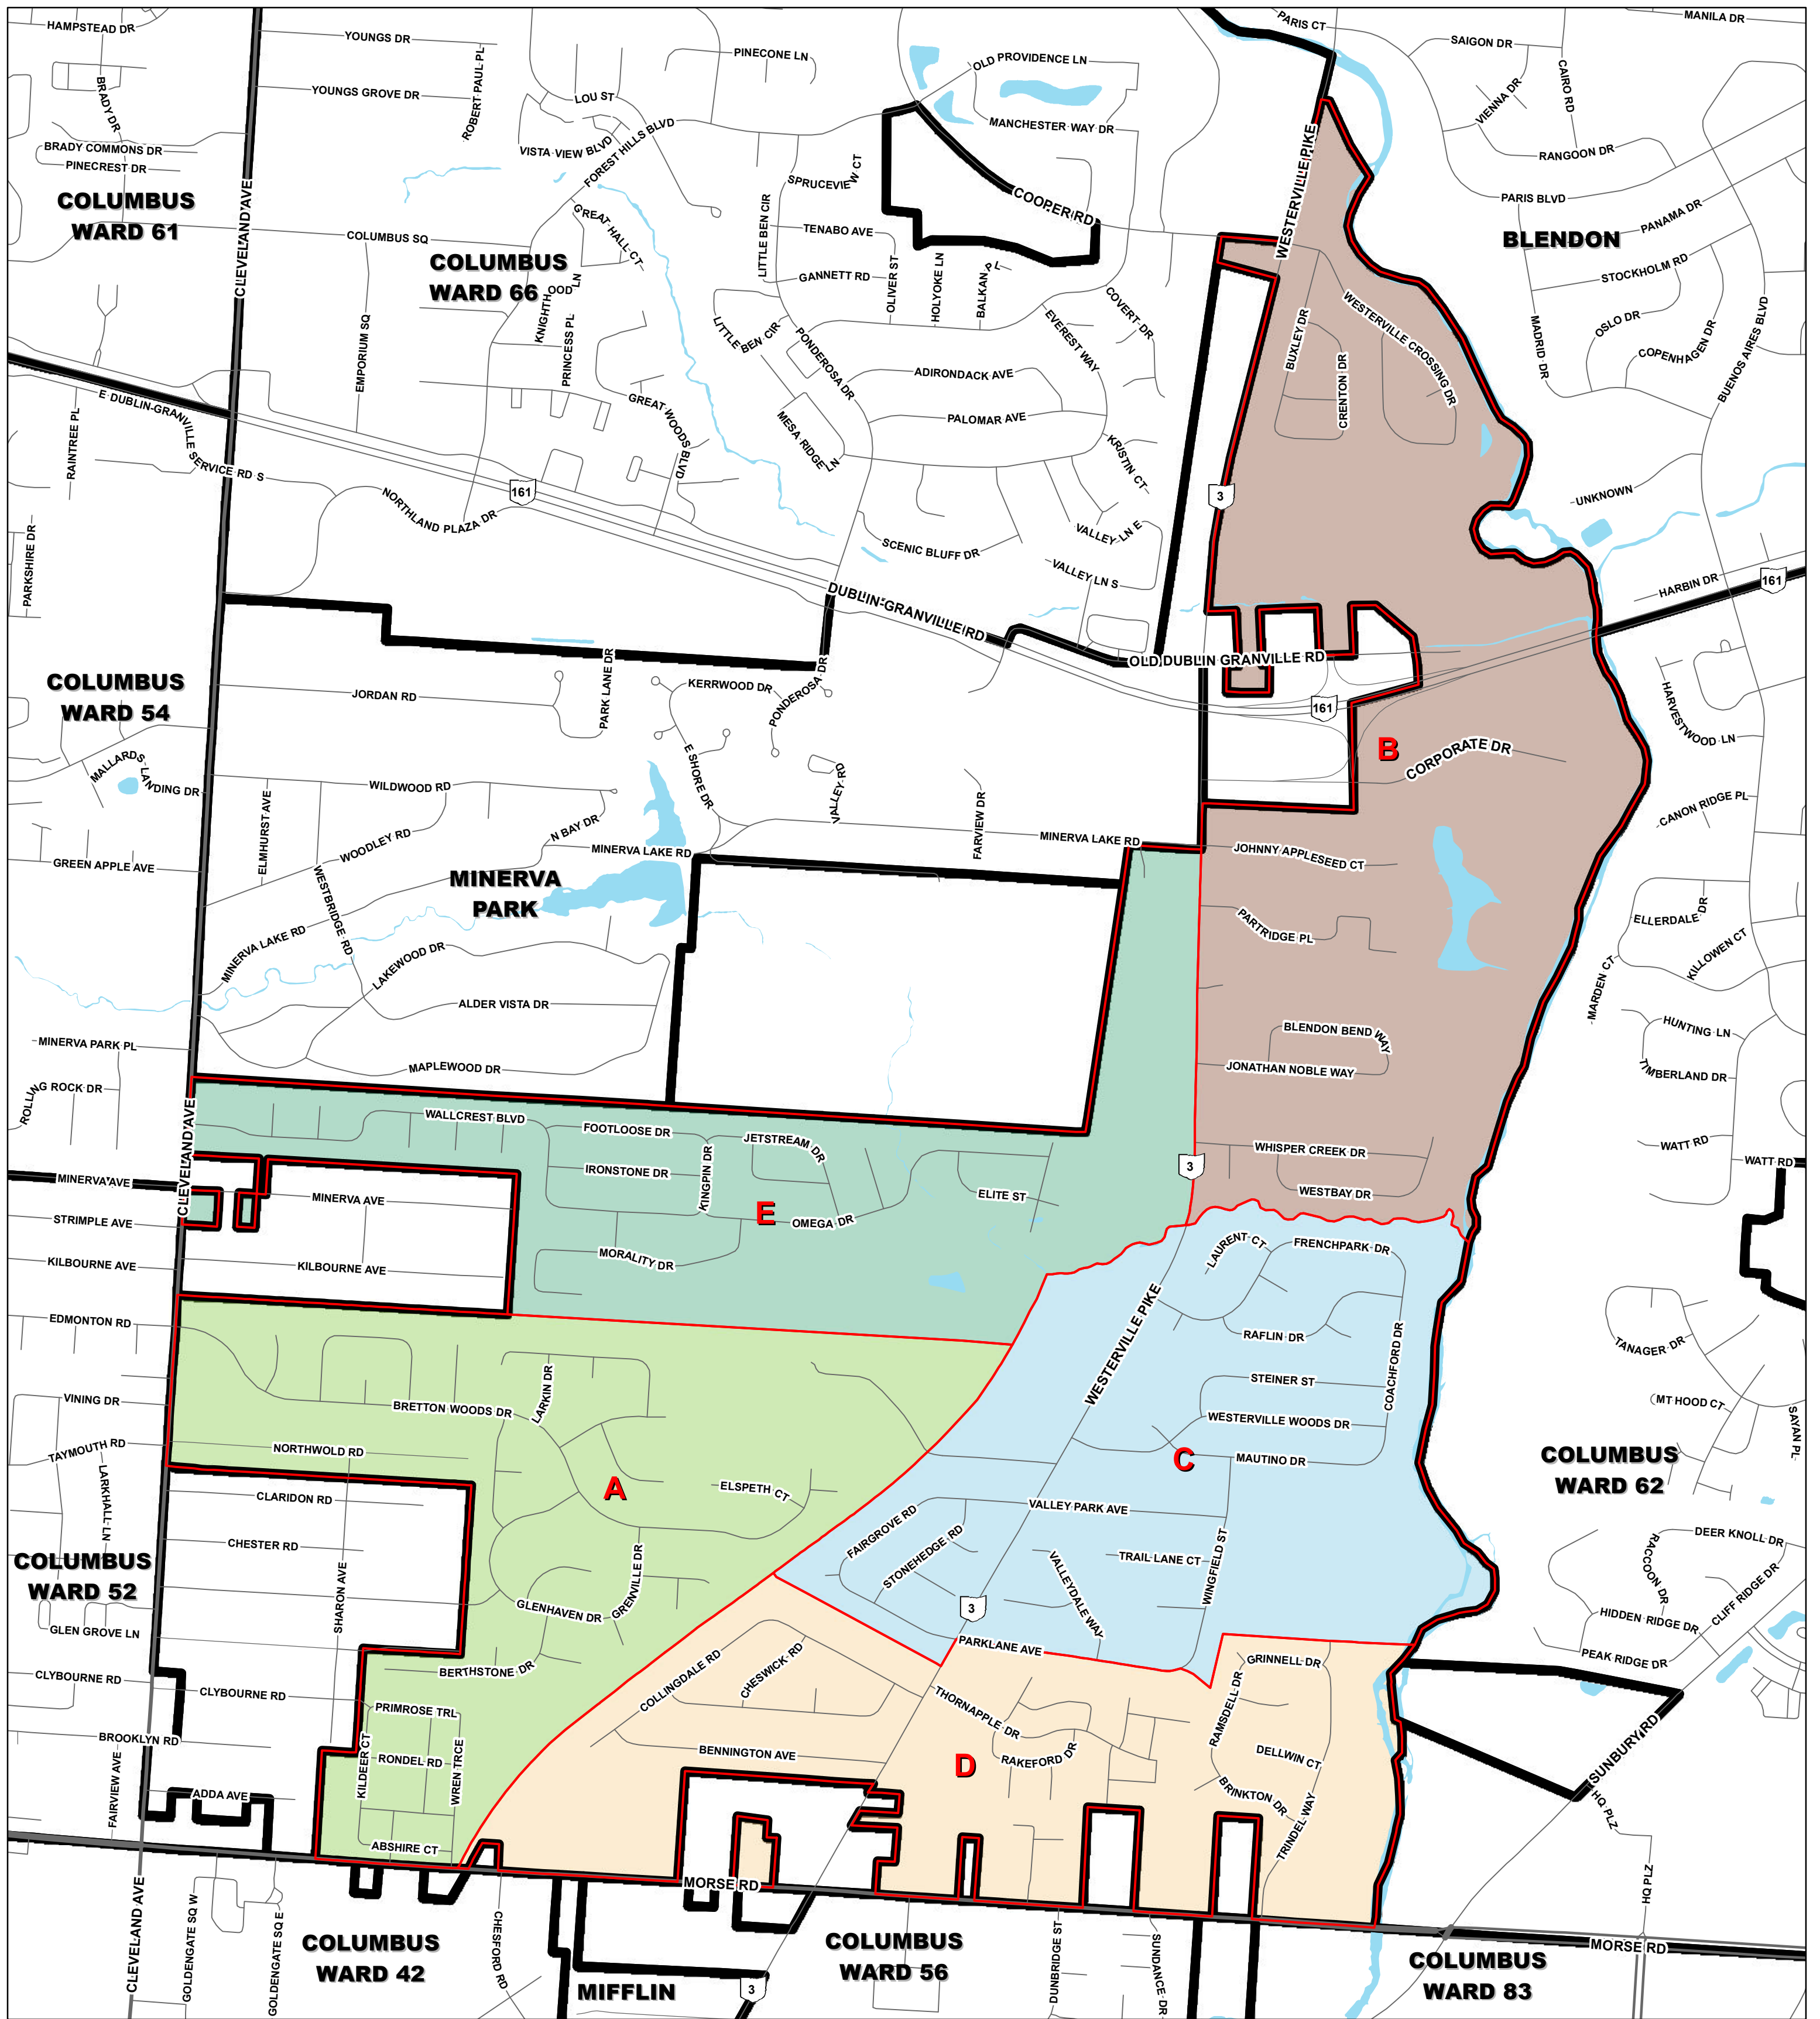 HAMPSTEAD DR
YOUNGS DR
ROBERT PAUL PL
PINECONE LN
OLD PROVIDENCE LN
PARIS CT
MANILA DR
SAIGON DR
CAIRO RD
BRADY DR
YOUNGS GROVE DR
LOU ST
VIENNA DR
MANCHESTER WAY DR
BRADY COMMONS DR
PINECREST DR
VISTA VIEW BLVD
FOREST HILLS BLVD
WESTERVILLE PIKE
RANGOON DR
COLUMBUS
WARD 61
CLEVELAND AVE
SPRUCEVIEW CT
COOPER RD
PARIS BLVD
PANAMA DR
BLENDON
COLUMBUS SQ
GREAT HALL CT
LITTLE BEN CIR
TENABO AVE
COLUMBUS
WARD 66
KNIGHTHOOD LN
GANNETT RD
OLIVER ST
HOLYOKE LN
BALKAN PL
STOCKHOLM RD
EMPORIUM SQ
PRINCESS PL
LITTLE BEN CIR
PONDEROSA DR
EVEREST WAY
COVERT DR
BUXLEY DR
WESTERVILLE CROSSING DR
MADRID DR
OSLO DR
COPENHAGEN DR
BUENOS AIRES BLVD
ADIRONDACK AVE
CRENTON DR
E DUBLIN-GRANVILLE SERVICE RD S
RAINTREE PL
GREAT WOODS BLVD
MESA RIDGE LN
PALOMAR AVE
KRISTIN CT
161
3
NORTHLAND PLAZA DR
UNKNOWN
PARKSHIRE DR
SCENIC BLUFF DR
VALLEY LN E
VALLEY LN S
HARBIN DR
161
DUBLIN-GRANVILLE RD
OLD DUBLIN GRANVILLE RD
COLUMBUS
WARD 54
JORDAN RD
PARK LANE DR
KERRWOOD DR
PONDEROSA DR
161
HARVESTWOOD LN
B
CORPORATE DR
MALLARDS LANDING DR
E SHORE DR
WILDWOOD RD
VALLEY RD
CANON RIDGE PL
ELMHURST AVE
WOODLEY RD
N BAY DR
FARVIEW DR
MINERVA LAKE RD
GREEN APPLE AVE
MINERVA LAKE RD
JOHNNY APPLESEED CT
MINERVA
PARK
WESTBRIDGE RD
PARTRIDGE PL
ELLERDALE DR
MINERVA LAKE RD
LAKEWOOD DR
KILLOWEN CT
MARDEN CT
ALDER VISTA DR
BLENDON BEND WAY
HUNTING LN
MINERVA PARK PL
MAPLEWOOD DR
JONATHAN NOBLE WAY
TIMBERLAND DR
ROLLING ROCK DR
CLEVELAND AVE
WALLCREST BLVD
FOOTLOOSE DR
JETSTREAM DR
WHISPER CREEK DR
WATT RD
WATT RD
KINGPIN DR
IRONSTONE DR
3
MINERVA AVE
MINERVA AVE
ELITE ST
WESTBAY DR
E
OMEGA DR
STRIMPLE AVE
KILBOURNE AVE
KILBOURNE AVE
MORALITY DR
LAURENT CT
FRENCHPARK DR
EDMONTON RD
WESTERVILLE PIKE
RAFLIN DR
COACHFORD DR
TANAGER DR
LARKIN DR
STEINER ST
VINING DR
BRETTON WOODS DR
WESTERVILLE WOODS DR
MT HOOD CT
SAYAN PL
TAYMOUTH RD
NORTHWOLD RD
C
MAUTINO DR
COLUMBUS
WARD 62
LARKHALL LN
CLARIDON RD
A
ELSPETH CT
VALLEY PARK AVE
CHESTER RD
FAIRGROVE RD
STONEHEDGE RD
DEER KNOLL DR
COLUMBUS
WARD 52
SHARON AVE
GRENVILLE DR
GLENHAVEN DR
VALLEYDALE WAY
TRAIL LANE CT
WINGFIELD ST
RACCOON DR
CLIFF RIDGE DR
3
HIDDEN RIDGE DR
GLEN GROVE LN
PARKLANE AVE
PEAK RIDGE DR
CLYBOURNE RD
BERTHSTONE DR
COLLINGDALE RD
CHESWICK RD
GRINNELL DR
CLYBOURNE RD
PRIMROSE TRL
THORNAPPLE DR
RAMSDELL DR
BROOKLYN RD
KILDEER CT
RONDEL RD
WREN TRCE
BENNINGTON AVE
D
RAKEFORD DR
DELLWIN CT
SUNBURY RD
FAIRVIEW AVE
ADDA AVE
BRINKTON DR
TRINDEL WAY
HQ PLZ
ABSHIRE CT
MORSE RD
HQ PLZ
CLEVELAND AVE
GOLDENGATE SQ W
GOLDENGATE SQ E
CHESFORD RD
COLUMBUS
WARD 42
COLUMBUS
WARD 56
DUNBRIDGE ST
SUNDANCE DR
MORSE RD
COLUMBUS
WARD 83
MIFFLIN
3